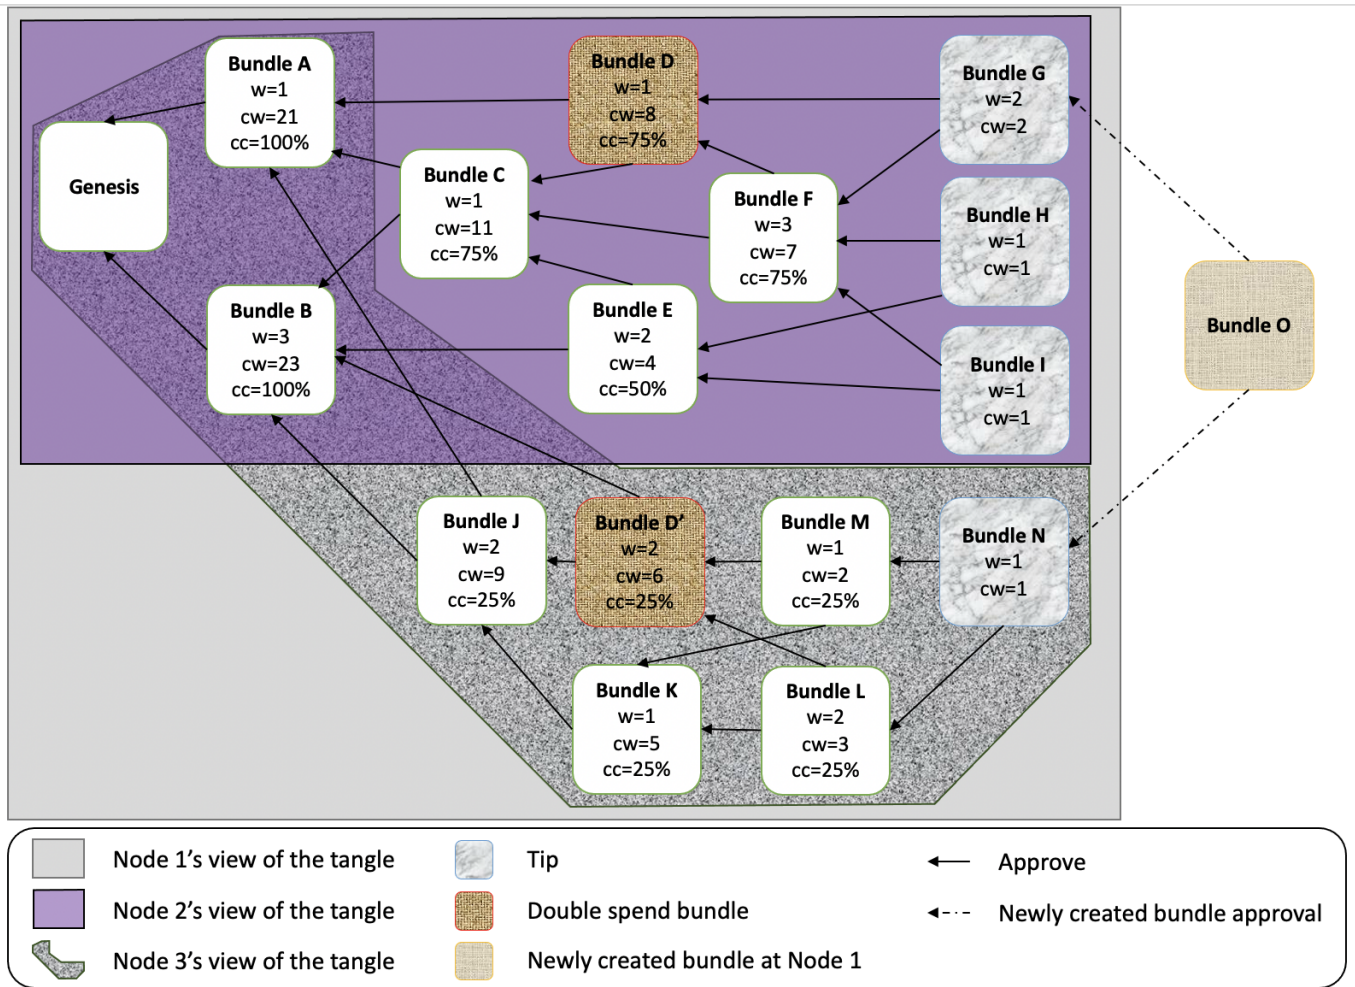 Genesis
Bundle A
w=1
cw=21
cc=100%
Bundle B
w=3
cw=23
cc=100%
Bundle C
w=1
cw=11
cc=75%
Bundle D
w=1
cw=8
cc=75%
Bundle E
w=2
cw=4
cc=50%
Bundle F
w=3
cw=7
cc=75%
Bundle G
w=2
cw=2
Bundle H
w=1
cw=1
Bundle I
w=1
cw=1
Bundle O
Bundle J
w=2
cw=9
cc=25%
Bundle D’
w=2
cw=6
cc=25%
Bundle M
w=1
cw=2
cc=25%
Bundle N
w=1
cw=1
Bundle K
w=1
cw=5
cc=25%
Bundle L
w=2
cw=3
cc=25%
Node 1’s view of the tangle
Node 2’s view of the tangle
Node 3’s view of the tangle
Tip
Double spend bundle
Newly created bundle at Node 1
Approve
Newly created bundle approval